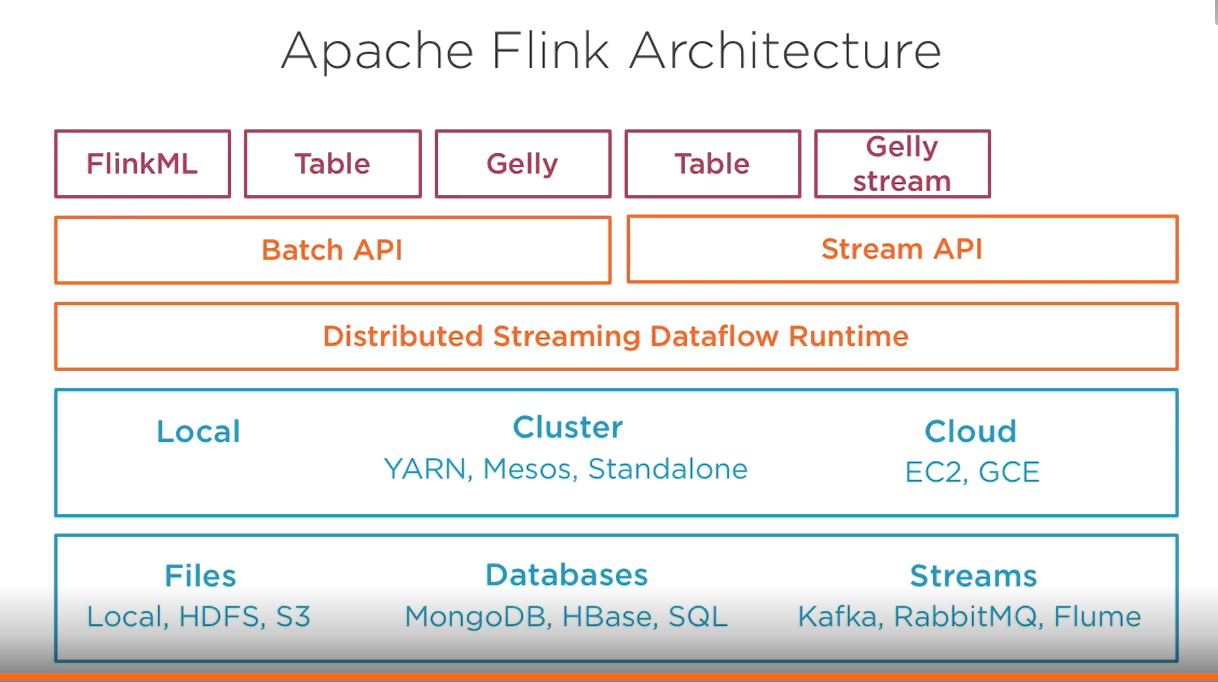 Apache Flink Architecture
FlinkML
Table
Gelly
Table
Gelly
stream
Batch API
Stream API
Distributed Streaming Dataflow Runtime
Local
Cluster
YARN, Mesos, Standalone
Cloud
EC2, GCE
Files
Local, HDFS, S3
Databases
MongoDB, HBase, SQL
Streams
Kafka, RabbitMQ, Flume